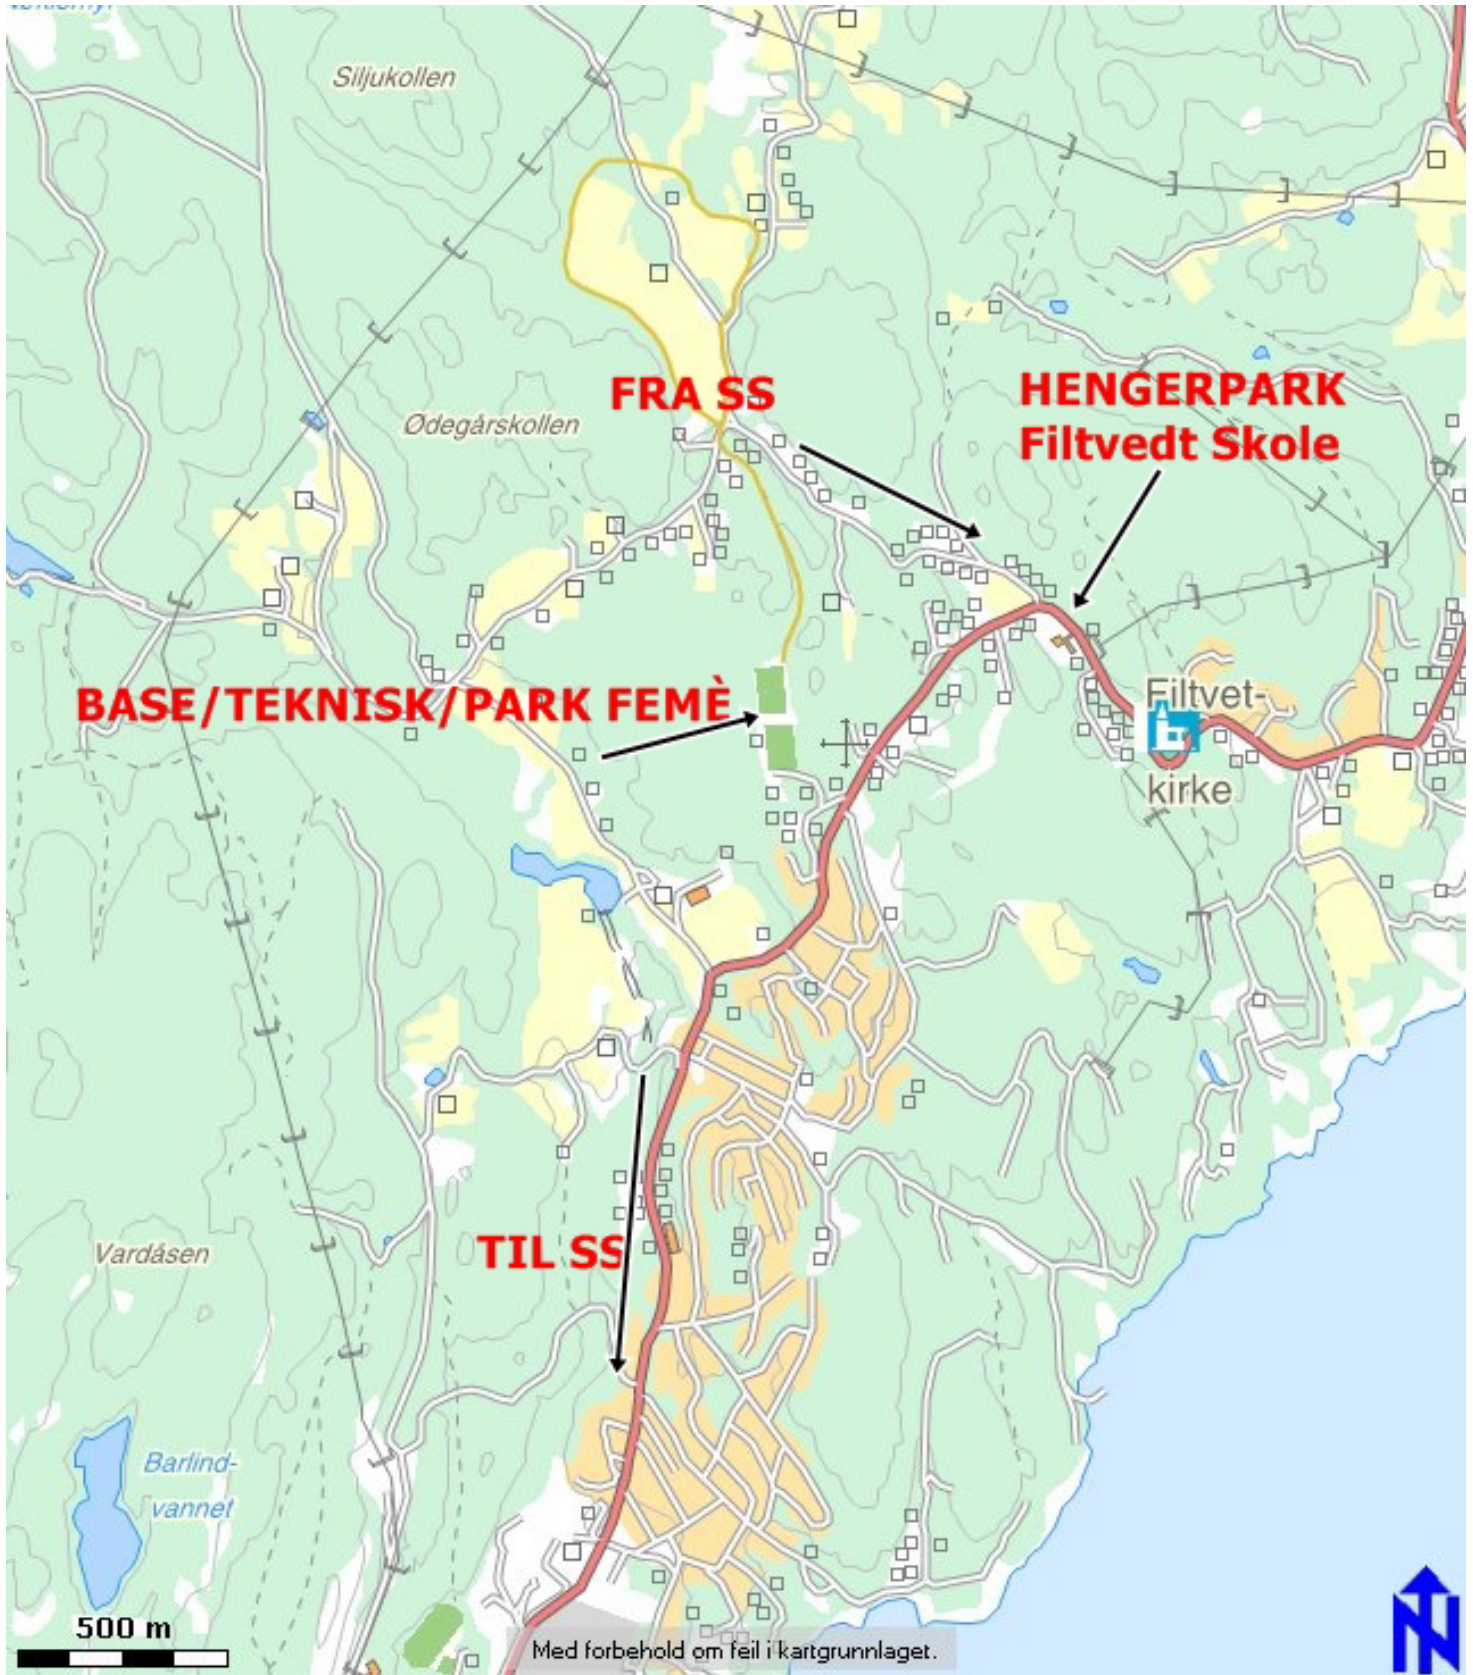 Siljukollen
FRA SS
HENGERPARK
Filtvedt Skole
Ødegårskollen
BASE/TEKNISK/PARK FEMÈ
Filtvet-
kirke
TIL SS
Vardåsen
Barlind-
vannet
500 m
Med forbehold om feil i kartgrunnlaget.
N